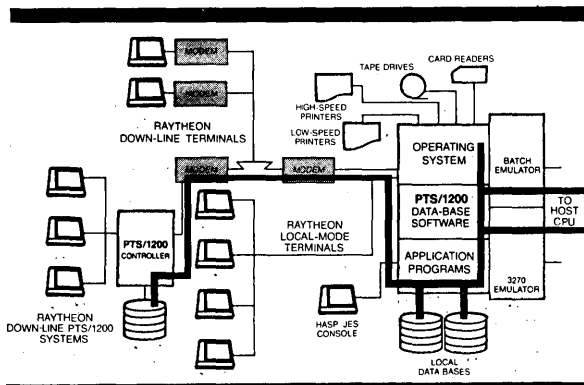 MODEM
MODEM
RAYTHEON
DOWN-LINE TERMINALS
MODEM
MODEM
TAPE DRIVES
CARD READERS
HIGH-SPEED
PRINTERS
LOW-SPEED
PRINTERS
OPERATING
SYSTEM
BATCH
EMULATOR
PTS/1200
DATA-BASE
SOFTWARE
TO
HOST
CPU
APPLICATION
PROGRAMS
3270
EMULATOR
PTS/1200
CONTROLLER
RAYTHEON
LOCAL-MODE
TERMINALS
RAYTHEON
DOWN-LINE PTS/1200
SYSTEMS
HASP JES
CONSOLE
LOCAL
DATA BASES